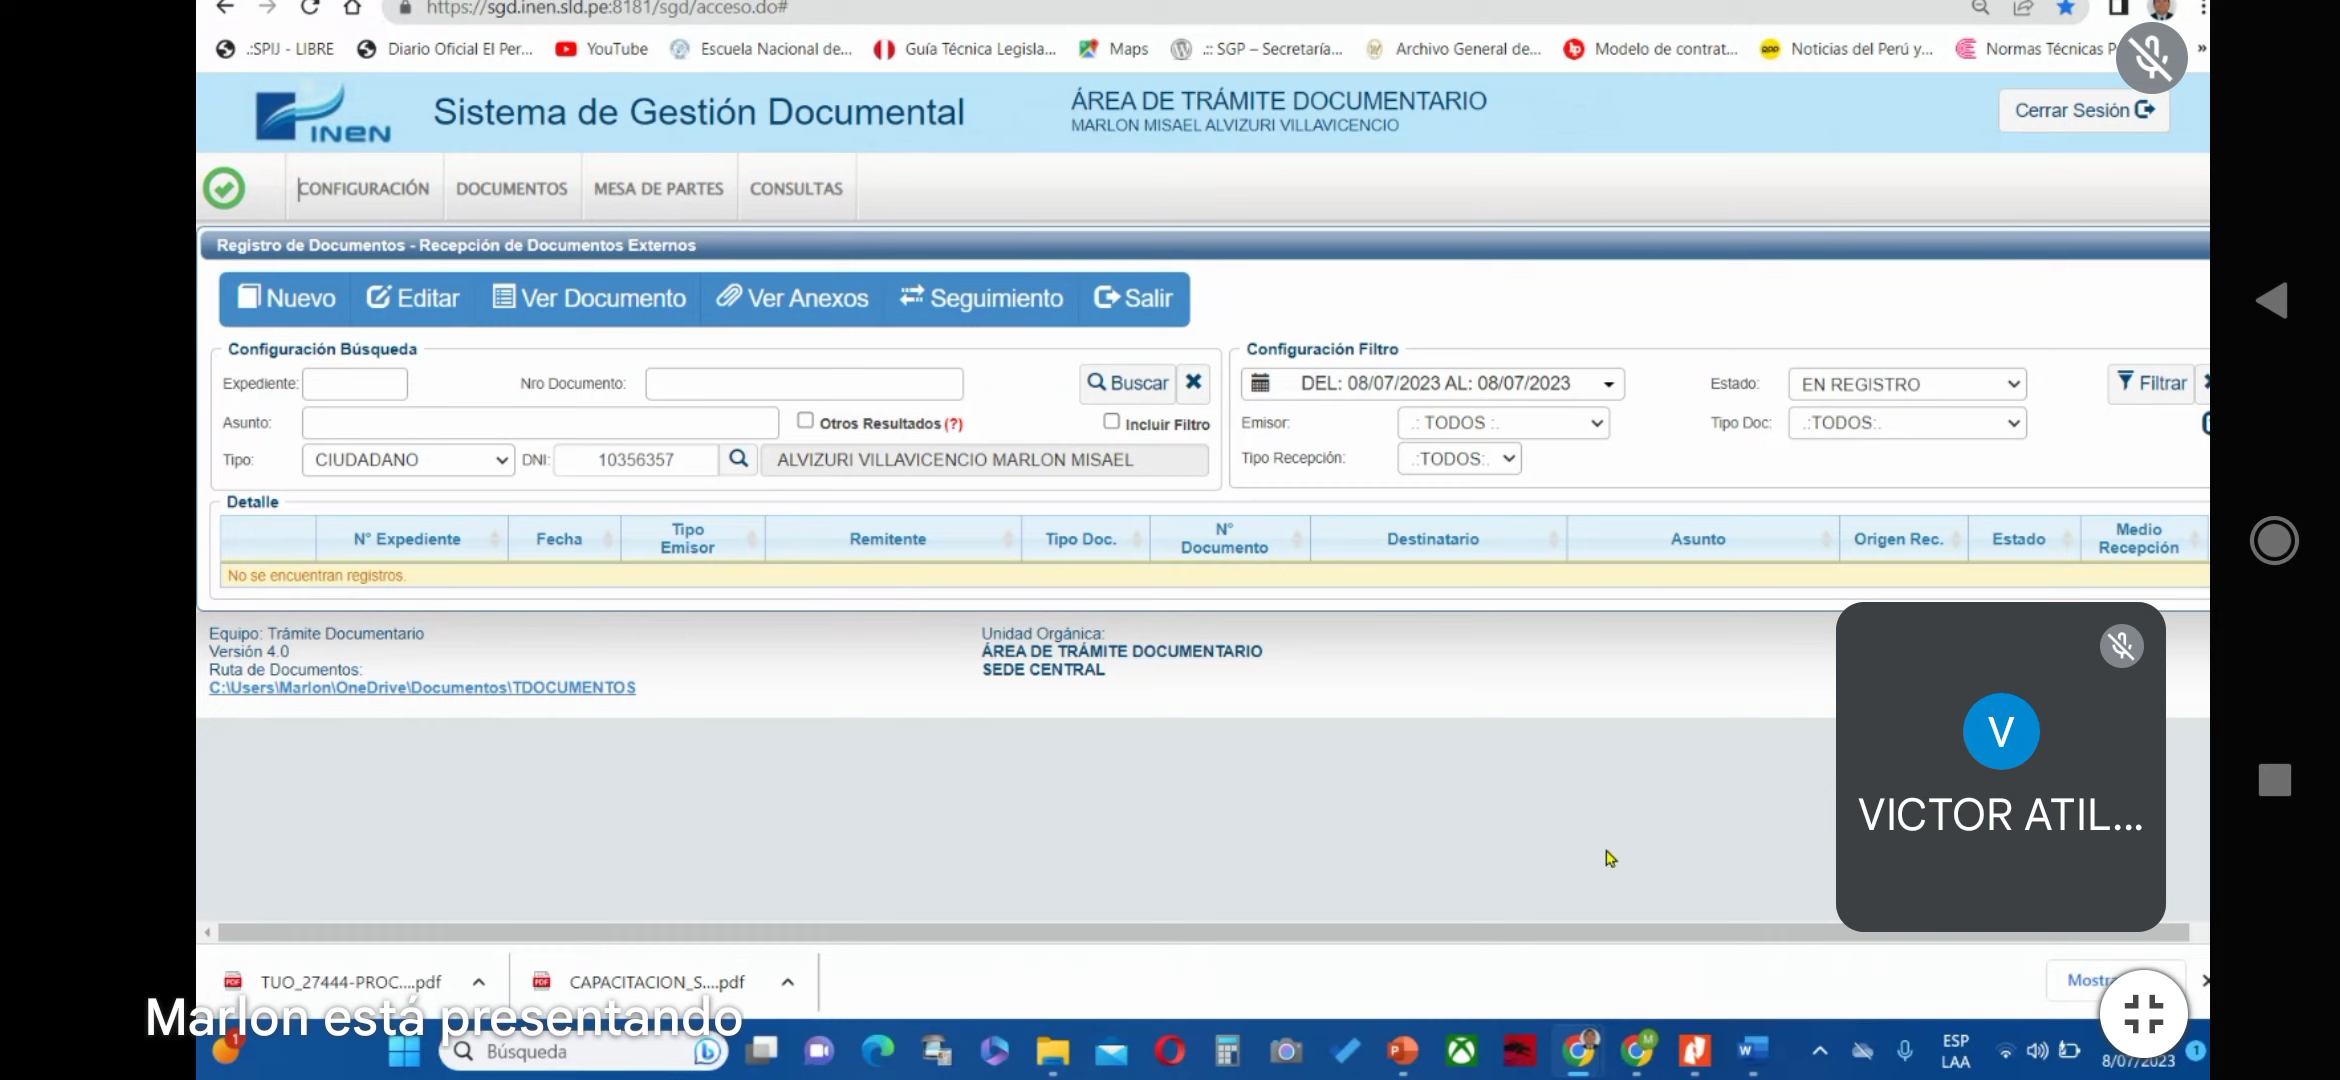 https://sgd.inen.sld.pe:8181/sgd/acceso.do#
.:SPIJ - LIBRE Diario Oficial El Per... YouTube Escuela Nacional de... Guía Técnica Legisla... Maps .:: SGP – Secretaría... Archivo General de... Modelo de contrat... Noticias del Perú y... Normas Técnicas P »
INEN Sistema de Gestión Documental
ÁREA DE TRÁMITE DOCUMENTARIO
MARLON MISAEL ALVIZURI VILLAVICENCIO
Cerrar Sesión
CONFIGURACIÓN DOCUMENTOS MESA DE PARTES CONSULTAS
Registro de Documentos - Recepción de Documentos Externos
Nuevo Editar Ver Documento Ver Anexos Seguimiento Salir
Configuración Búsqueda
Expediente: Nro Documento: Buscar
Asunto: Otros Resultados (?) Incluir Filtro
Tipo: CIUDADANO DNI: 10356357 ALVIZURI VILLAVICENCIO MARLON MISAEL
Configuración Filtro
DEL: 08/07/2023 AL: 08/07/2023 Estado: EN REGISTRO Filtrar
Emisor: .: TODOS :. Tipo Doc: .:TODOS:.
Tipo Recepción: .:TODOS:.
Detalle
N° Expediente Fecha Tipo Emisor Remitente Tipo Doc. N° Documento Destinatario Asunto Origen Rec. Estado Medio Recepción
No se encuentran registros.
Equipo: Trámite Documentario
Versión 4.0
Ruta de Documentos:
C:\Users\Marlon\OneDrive\Documentos\TDOCUMENTOS
Unidad Orgánica:
ÁREA DE TRÁMITE DOCUMENTARIO
SEDE CENTRAL
V
VICTOR ATIL...
TUO_27444-PROC....pdf CAPACITACION_S....pdf
Marlon está presentando
Búsqueda
ESP
LAA
8/07/2023
1